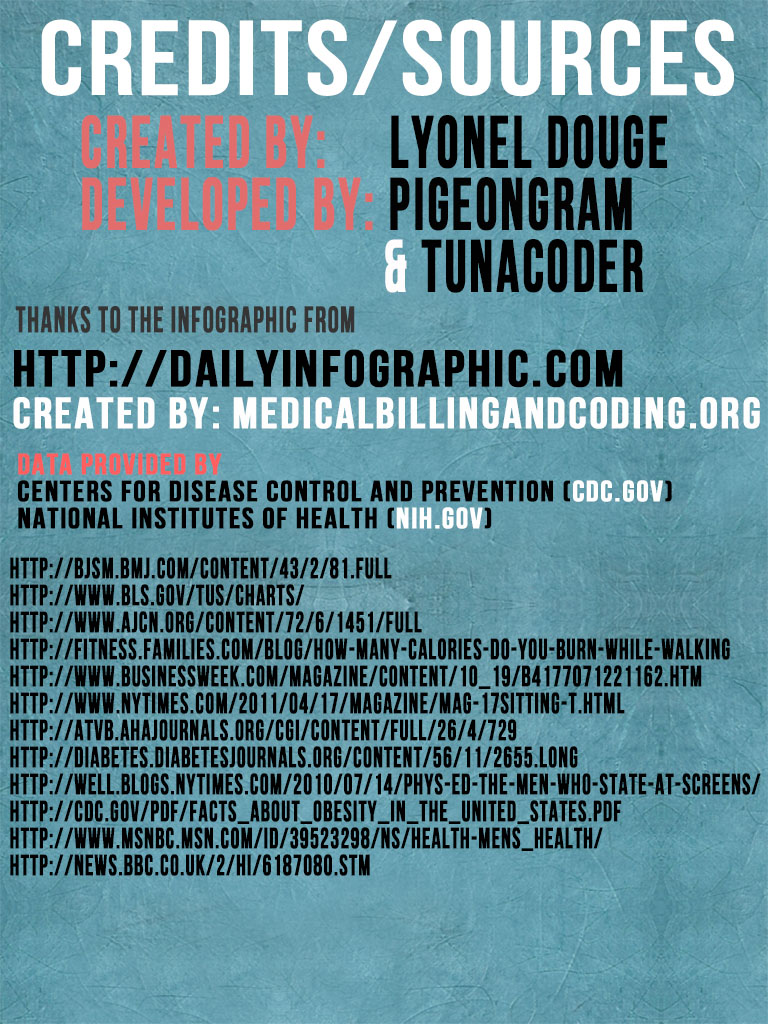 CREDITS/SOURCES
CREATED BY: LYONEL DOUGE
DEVELOPED BY: PIGEONGRAM
& TUNACODER
THANKS TO THE INFOGRAPHIC FROM
HTTP://DAILYINFOGRAPHIC.COM
CREATED BY: MEDICALBILLINGANDCODING.ORG
DATA PROVIDED BY
CENTERS FOR DISEASE CONTROL AND PREVENTION (CDC.GOV)
NATIONAL INSTITUTES OF HEALTH (NIH.GOV)
HTTP://BJSM.BMJ.COM/CONTENT/43/2/81.FULL
HTTP://WWW.BLS.GOV/TUS/CHARTS/
HTTP://WWW.AJCN.ORG/CONTENT/72/6/1451/FULL
HTTP://FITNESS.FAMILIES.COM/BLOG/HOW-MANY-CALORIES-DO-YOU-BURN-WHILE-WALKING
HTTP://WWW.BUSINESSWEEK.COM/MAGAZINE/CONTENT/10_19/B4177071221162.HTM
HTTP://WWW.NYTIMES.COM/2011/04/17/MAGAZINE/MAG-17SITTING-T.HTML
HTTP://ATVB.AHAJOURNALS.ORG/CGI/CONTENT/FULL/26/4/729
HTTP://DIABETES.DIABETESJOURNALS.ORG/CONTENT/56/11/2655.LONG
HTTP://WELL.BLOGS.NYTIMES.COM/2010/07/14/PHYS-ED-THE-MEN-WHO-STATE-AT-SCREENS/
HTTP://CDC.GOV/PDF/FACTS_ABOUT_OBESITY_IN_THE_UNITED_STATES.PDF
HTTP://WWW.MSNBC.MSN.COM/ID/39523298/NS/HEALTH-MENS_HEALTH/
HTTP://NEWS.BBC.CO.UK/2/HI/6187080.STM